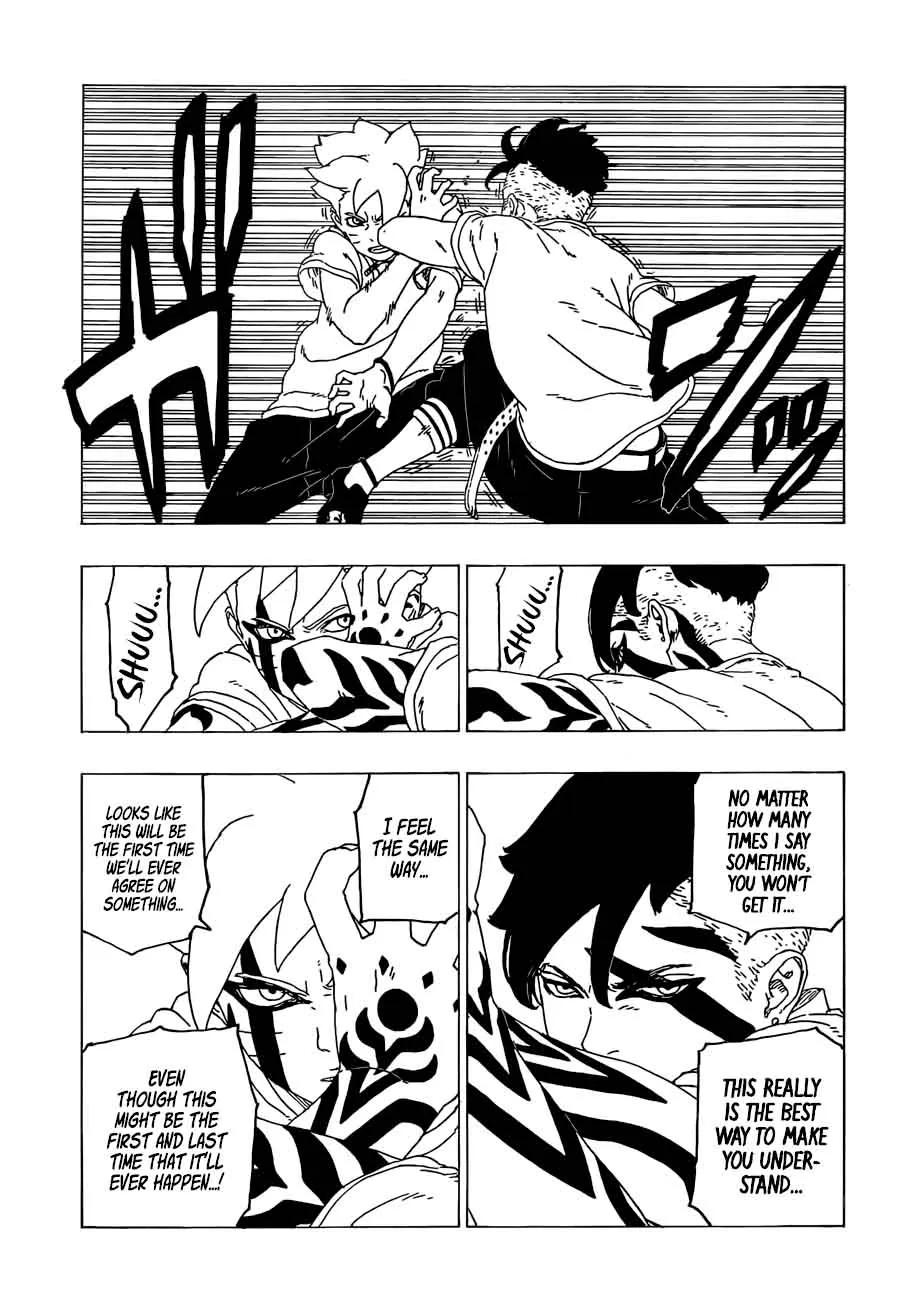 ガ
SHUUU...
SHUUU...
NO MATTER
HOW MANY
TIMES I SAY
SOMETHING,
YOU WON'T
GET IT...
THIS REALLY
IS THE BEST
WAY TO MAKE
YOU UNDER-
STAND...
I FEEL
THE SAME
WAY...
LOOKS LIKE
THIS WILL BE
THE FIRST TIME
WE'LL EVER
AGREE ON
SOMETHING...
EVEN
THOUGH THIS
MIGHT BE THE
FIRST AND LAST
TIME THAT IT'LL
EVER HAPPEN...!